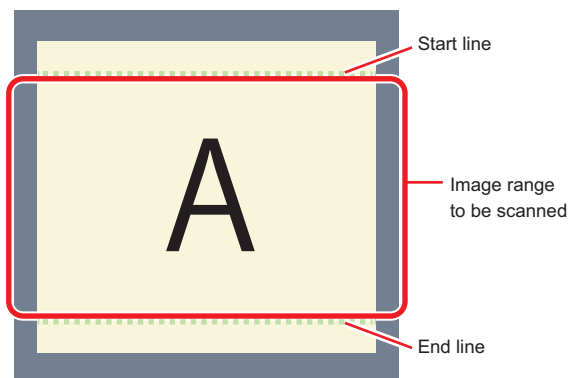 Start line
A
Image range
to be scanned
End line